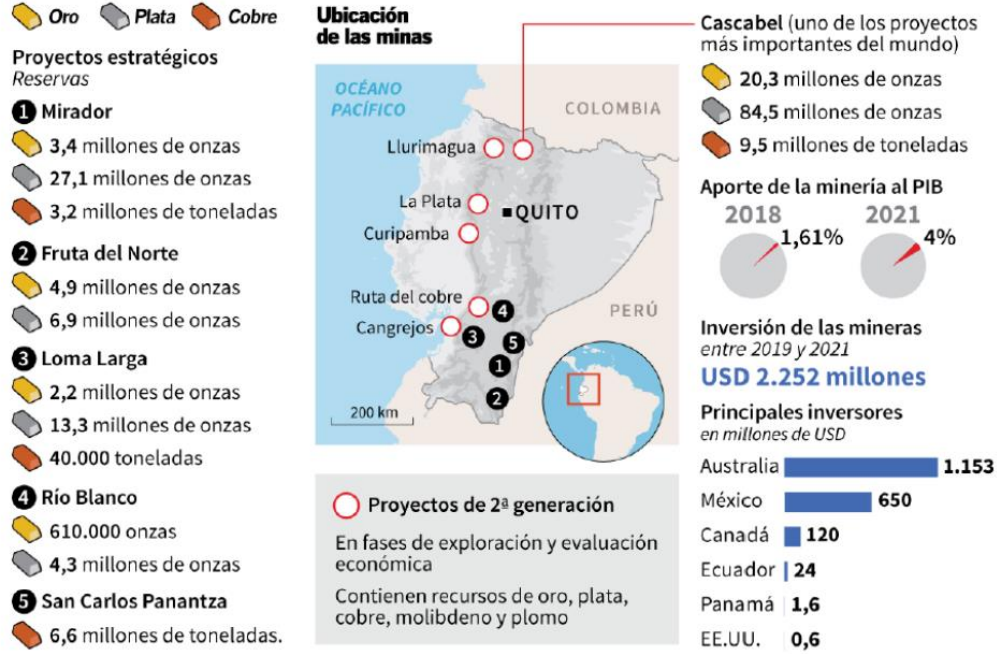 Oro Plata Cobre
Proyectos estratégicos
Reservas
1 Mirador
3,4 millones de onzas
27,1 millones de onzas
3,2 millones de toneladas
2 Fruta del Norte
4,9 millones de onzas
6,9 millones de onzas
3 Loma Larga
2,2 millones de onzas
13,3 millones de onzas
40.000 toneladas
4 Río Blanco
610.000 onzas
4,3 millones de onzas
5 San Carlos Panantza
6,6 millones de toneladas.
Ubicación
de las minas
OCÉANO
PACÍFICO
COLOMBIA
Llurimagua
La Plata
QUITO
Curipamba
Ruta del cobre
4
PERÚ
Cangrejos
3
5
1
2
200 km
Proyectos de 2ª generación
En fases de exploración y evaluación
económica
Contienen recursos de oro, plata,
cobre, molibdeno y plomo
Cascabel (uno de los proyectos
más importantes del mundo)
20,3 millones de onzas
84,5 millones de onzas
9,5 millones de toneladas
Aporte de la minería al PIB
2018 2021
1,61% 4%
Inversión de las mineras
entre 2019 y 2021
USD 2.252 millones
Principales inversores
en millones de USD
Australia 1.153
México 650
Canadá 120
Ecuador 24
Panamá 1,6
EE.UU. 0,6